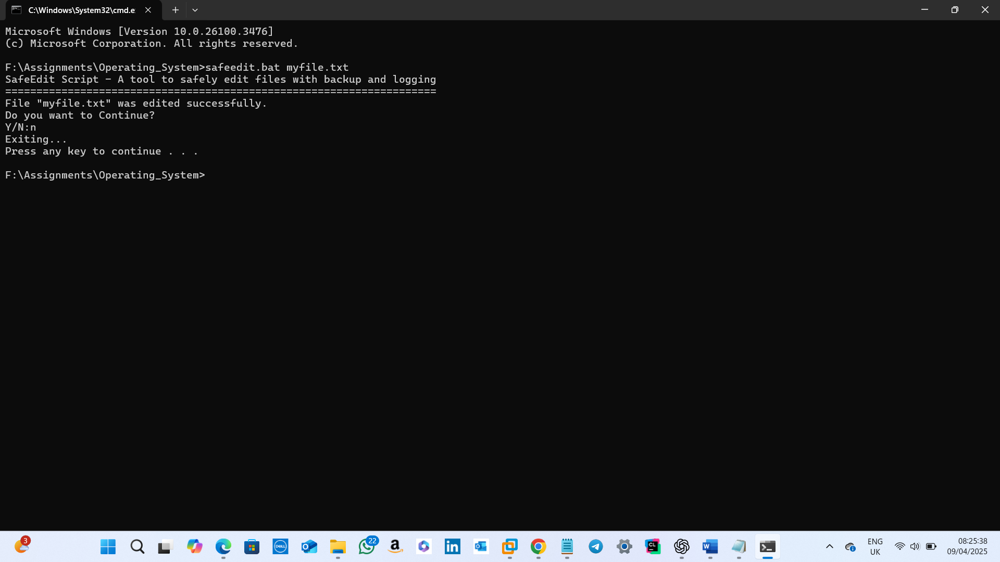 C:\Windows\System32\cmd.e
Microsoft Windows [Version 10.0.26100.3476]
(c) Microsoft Corporation. All rights reserved.
F:\Assignments\Operating_System>safeedit.bat myfile.txt
SafeEdit Script - A tool to safely edit files with backup and logging
=====================================================================
File "myfile.txt" was edited successfully.
Do you want to Continue?
Y/N:n
Exiting...
Press any key to continue . . .
F:\Assignments\Operating_System>
3
DELL
O
22
a
in
O
CL
W
ENG
UK
08:25:38
09/04/2025